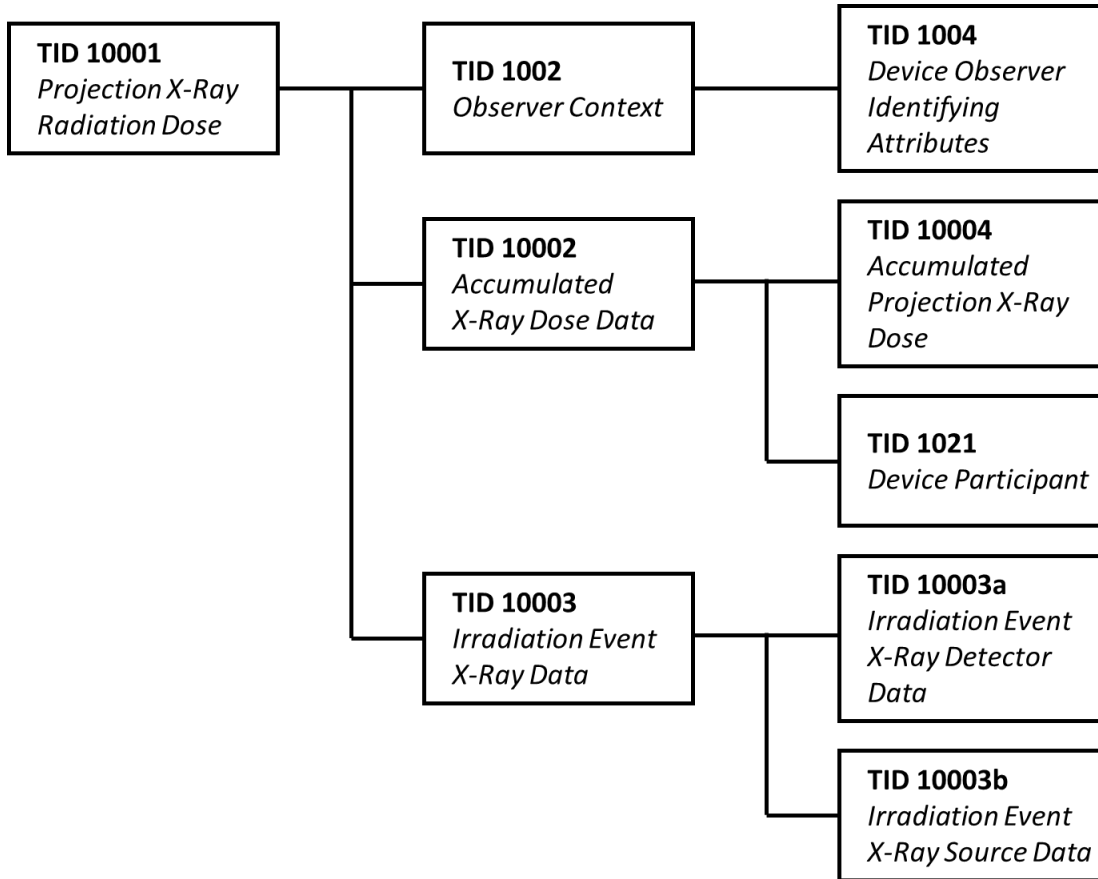 TID 10001
Projection X-Ray
Radiation Dose
TID 1002
Observer Context
TID 1004
Device Observer
Identifying
Attributes
TID 10002
Accumulated
X-Ray Dose Data
TID 10004
Accumulated
Projection X-Ray
Dose
TID 1021
Device Participant
TID 10003
Irradiation Event
X-Ray Data
TID 10003a
Irradiation Event
X-Ray Detector
Data
TID 10003b
Irradiation Event
X-Ray Source Data